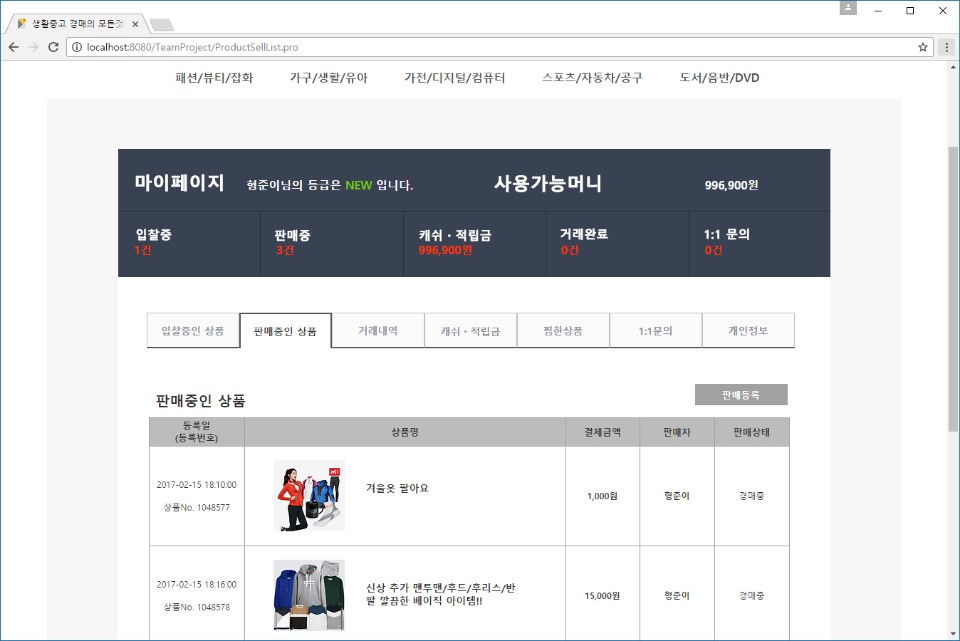 생활중고 경매의 모든것
localhost:8080/TeamProject/ProductSellList.pro
패션/뷰티/잡화 가구/생활/유아 가전/디지털/컴퓨터 스포츠/자동차/공구 도서/음반/DVD
마이페이지 형준이님의 등급은 NEW 입니다. 사용가능머니 996,900원
입찰중 판매중 캐쉬 · 적립금 거래완료 1:1 문의
1건 3건 996,900원 0건 0건
입찰중인 상품 판매중인 상품 거래내역 캐쉬 · 적립금 찜한상품 1:1문의 개인정보
판매등록
판매중인 상품
등록일
(등록번호) 상품명 결제금액 판매자 판매상태
2017-02-15 18:10:00
상품No. 1048577
겨울옷 팔아요 1,000원 형준이 경매중
2017-02-15 18:16:00
상품No. 1048578
신상 추가 맨투맨/후드/후리스/반
팔 깔끔한 베이직 아이템!! 15,000원 형준이 경매중